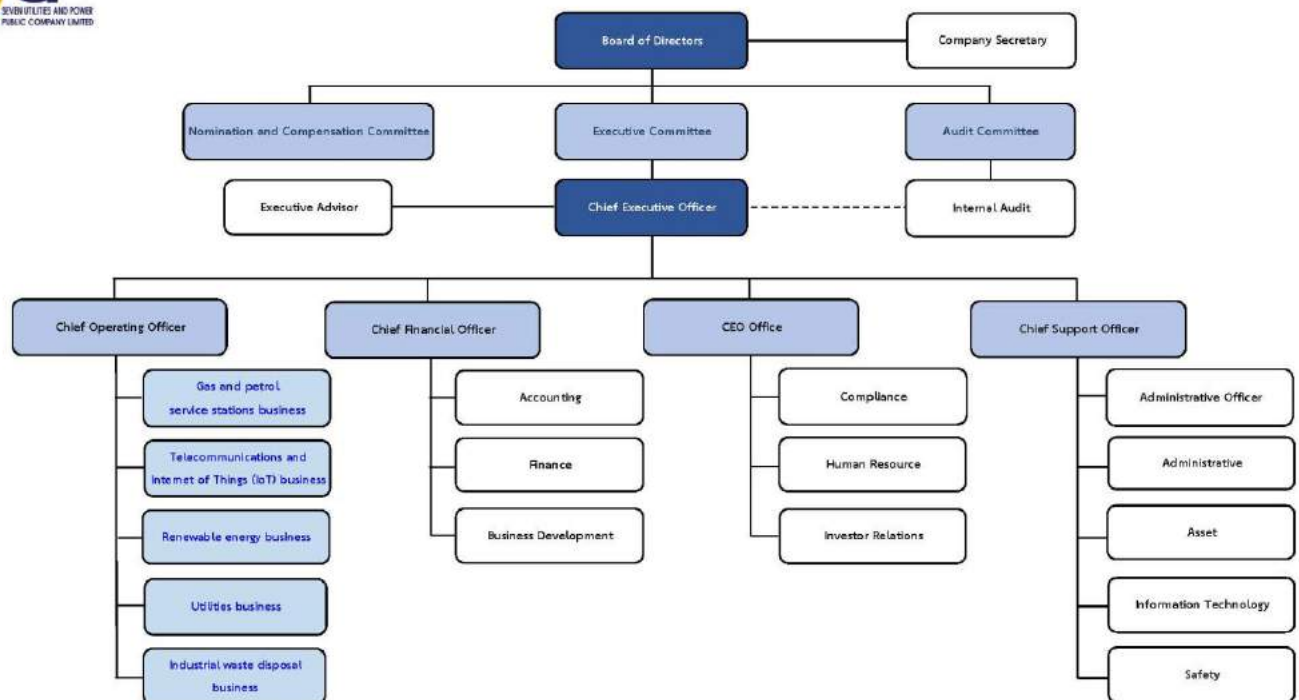 SEVEN UTILITIES AND POWER
PUBLIC COMPANY LIMITED
Board of Directors
Company Secretary
Nomination and Compensation Committee
Executive Committee
Audit Committee
Executive Advisor
Chief Executive Officer
Internal Audit
Chief Operating Officer
Chief Financial Officer
CEO Office
Chief Support Officer
Gas and petrol
service stations business
Accounting
Compliance
Administrative Officer
Telecommunications and
Internet of Things (IoT) business
Finance
Human Resource
Administrative
Renewable energy business
Business Development
Investor Relations
Asset
Utilities business
Information Technology
Industrial waste disposal
business
Safety